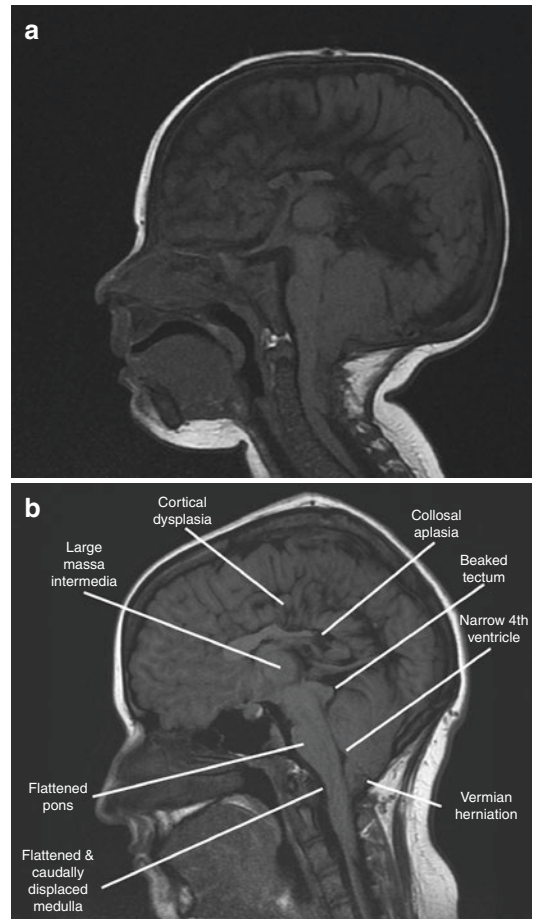 a
b
Cortical
dysplasia
Large
massa
intermedia
Collosal
aplasia
Beaked
tectum
Narrow 4th
ventricle
Flattened
pons
Vermian
herniation
Flattened &
caudally
displaced
medulla